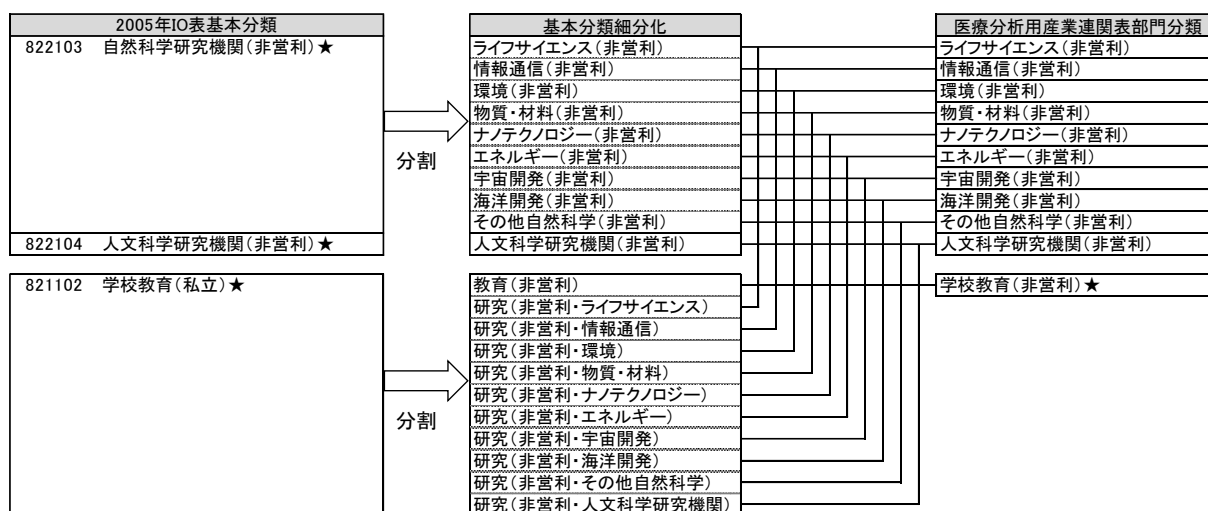 2005年IO表基本分類
822103 自然科学研究機関(非営利)★
822104 人文科学研究機関(非営利)★
821102 学校教育(私立)★
分割
分割
基本分類細分化
ライフサイエンス(非営利)
情報通信(非営利)
環境(非営利)
物質・材料(非営利)
ナノテクノロジー(非営利)
エネルギー(非営利)
宇宙開発(非営利)
海洋開発(非営利)
その他自然科学(非営利)
人文科学研究機関(非営利)
教育(非営利)
研究(非営利・ライフサイエンス)
研究(非営利・情報通信)
研究(非営利・環境)
研究(非営利・物質・材料)
研究(非営利・ナノテクノロジー)
研究(非営利・エネルギー)
研究(非営利・宇宙開発)
研究(非営利・海洋開発)
研究(非営利・その他自然科学)
研究(非営利・人文科学研究機関)
医療分析用産業連関表部門分類
ライフサイエンス(非営利)
情報通信(非営利)
環境(非営利)
物質・材料(非営利)
ナノテクノロジー(非営利)
エネルギー(非営利)
宇宙開発(非営利)
海洋開発(非営利)
その他自然科学(非営利)
人文科学研究機関(非営利)
学校教育(非営利)★